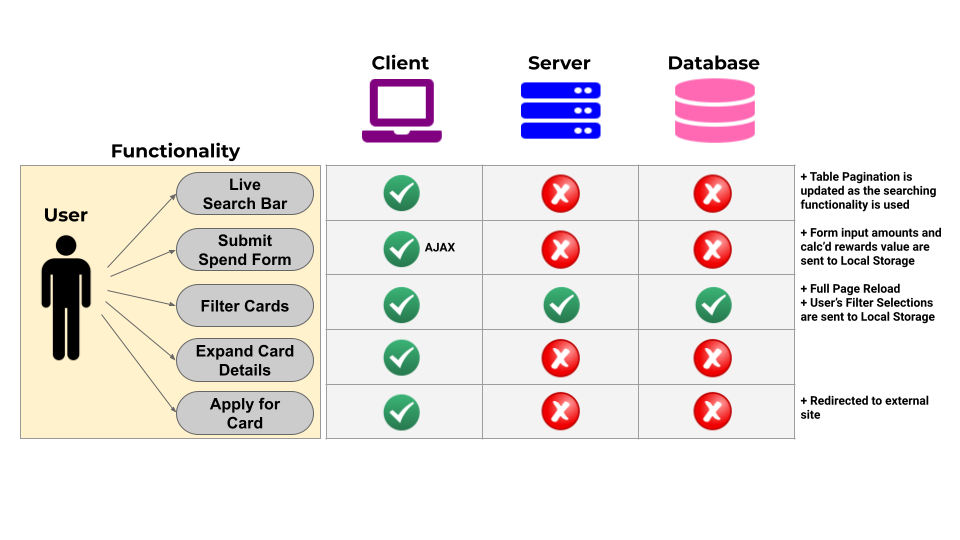 Client
Server
Database
Functionality
User
Live
Search Bar
+ Table Pagination is
updated as the searching
functionality is used
Submit
Spend Form
AJAX
+ Form input amounts and
calc'd rewards value are
sent to Local Storage
Filter Cards
+ Full Page Reload
+ User's Filter Selections
are sent to Local Storage
Expand Card
Details
Apply for
Card
+ Redirected to external
site